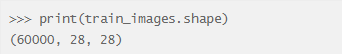 >>> print(train_images.shape)
(60000, 28, 28)